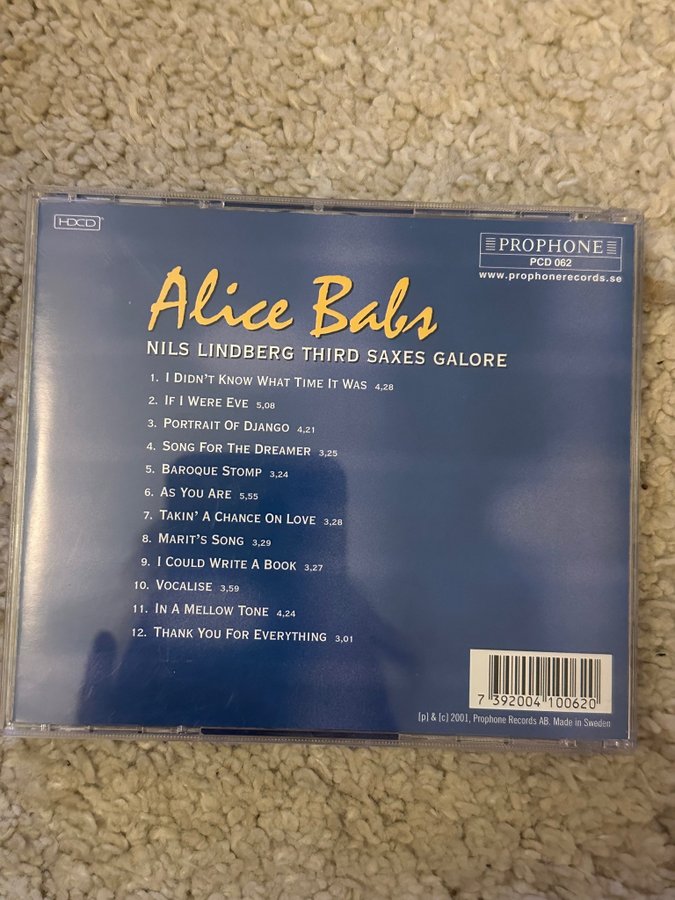 HDCD
PROPHONE
PCD 062
www.prophonerecords.se
Alice Babs
NILS LINDBERG THIRD SAXES GALORE
1. I DIDN'T KNOW WHAT TIME IT WAS 4,28
2. IF I WERE EVE 5,08
3. PORTRAIT OF DJANGO 4,21
4. SONG FOR THE DREAMER 3,25
5. BAROQUE STOMP 3,24
6. AS YOU ARE 5,55
7. TAKIN' A CHANCE ON LOVE 3,28
8. MARIT'S SONG 3,29
9. I COULD WRITE A BOOK 3,27
10. VOCALISE 3,59
11. IN A MELLOW TONE 4,24
12. THANK YOU FOR EVERYTHING 3,01
7 392004 100620
[p] & [c] 2001, Prophone Records AB. Made in Sweden